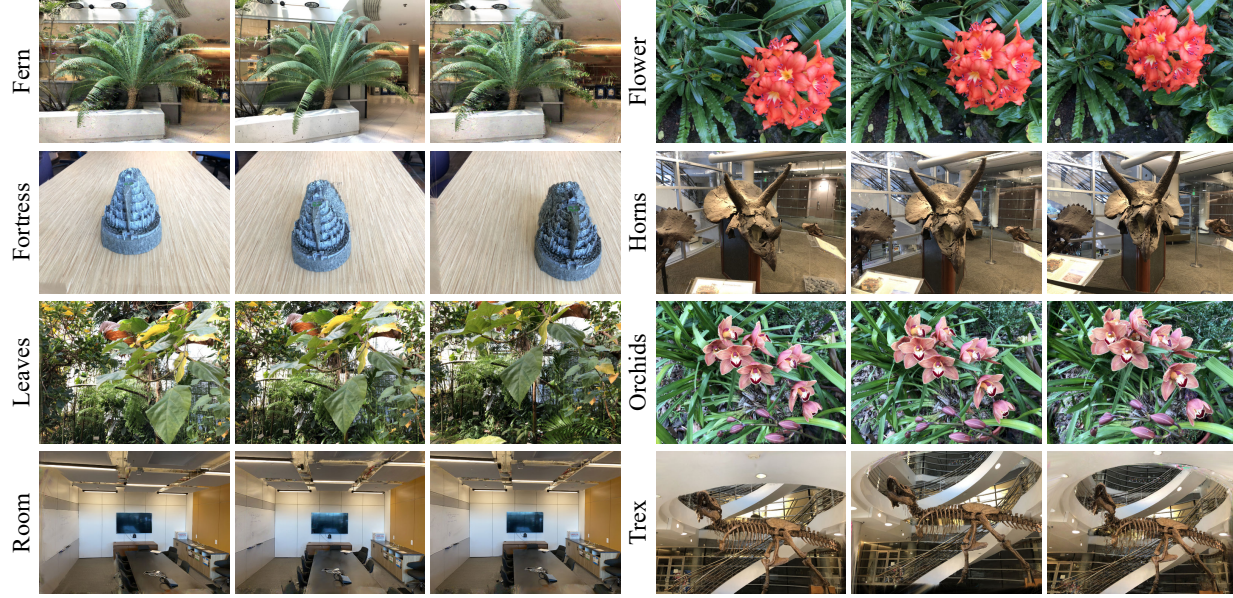 Fern
Flower
Fortress
Horns
Leaves
Orchids
Room
Trex